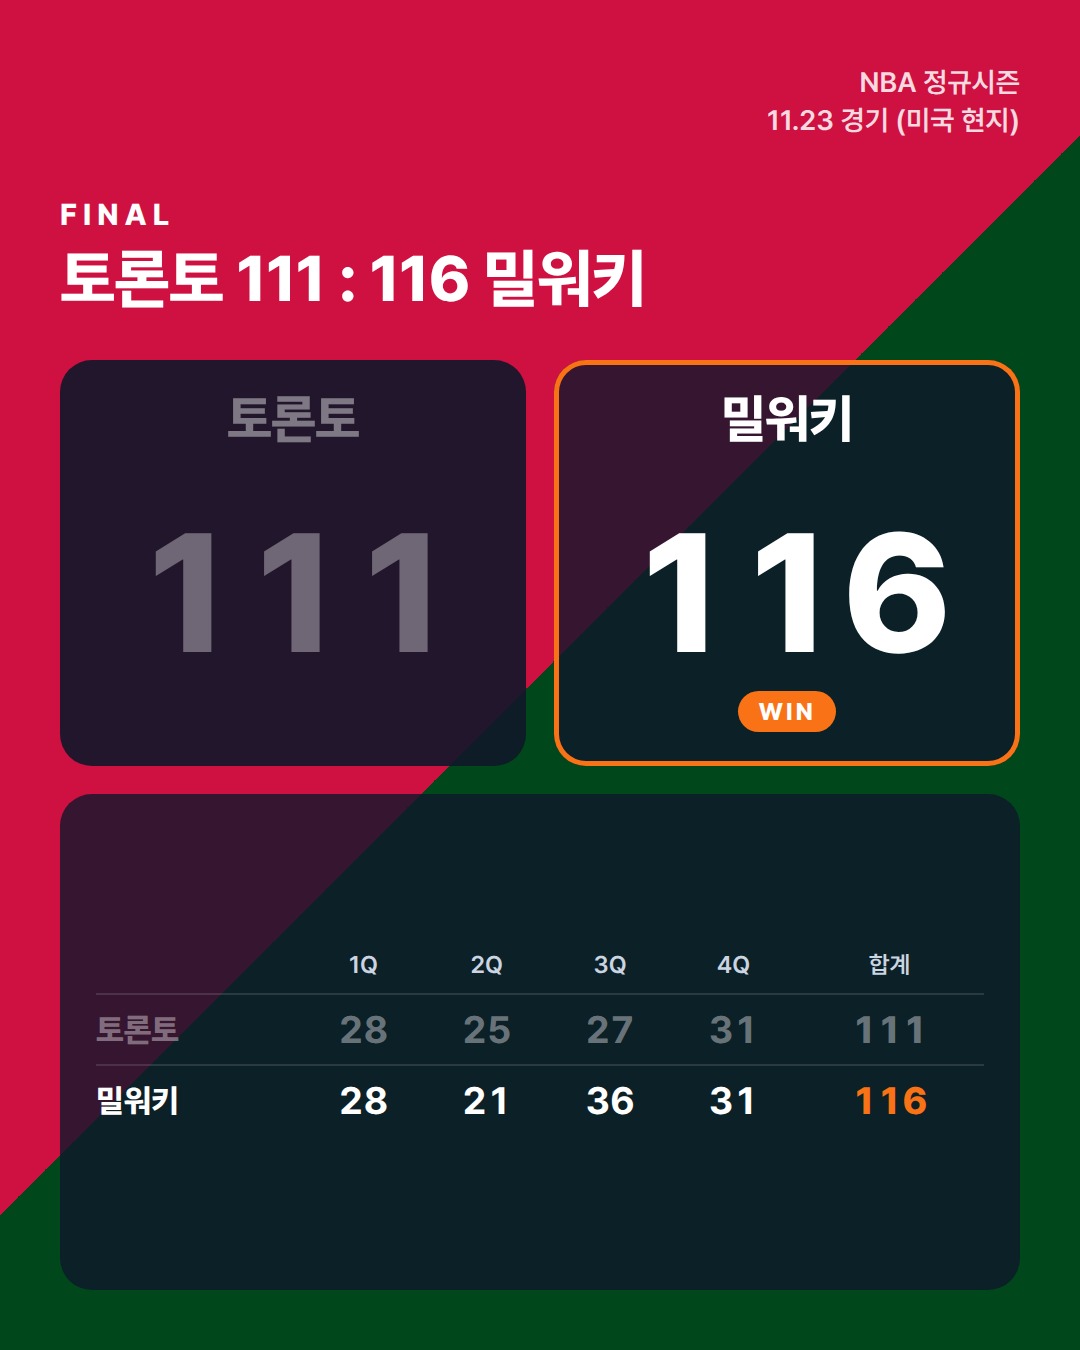 NBA 정규시즌
11.23 경기 (미국 현지)
FINAL
토론토 111 : 116 밀워키
토론토
111
밀워키
116
WIN
1Q 2Q 3Q 4Q 합계
토론토 28 25 27 31 111
밀워키 28 21 36 31 116